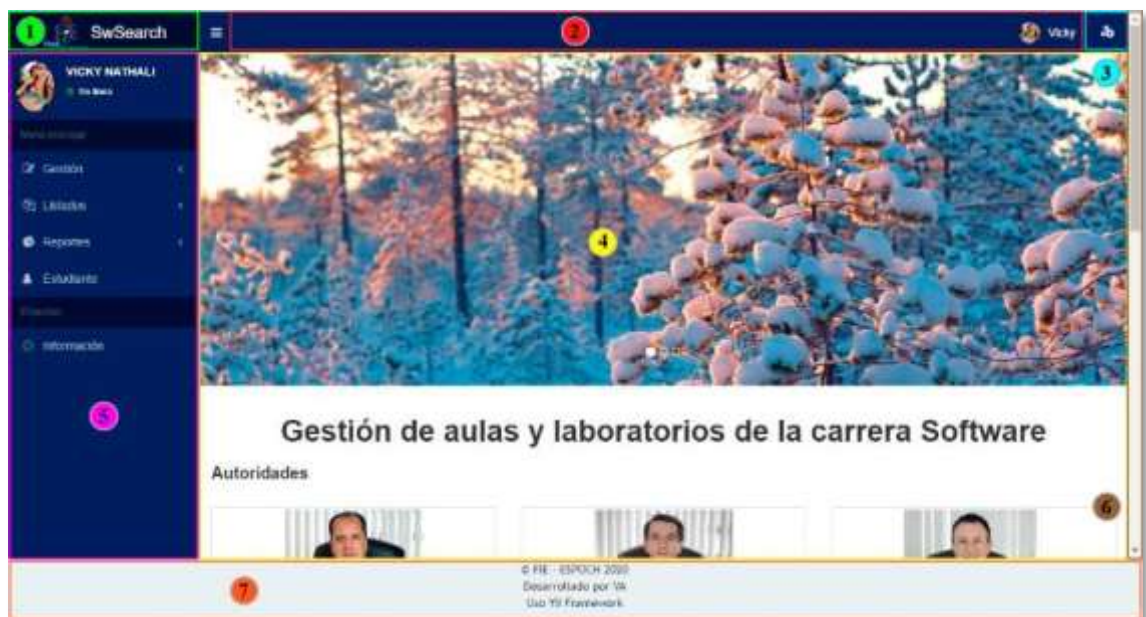 1
SwSearch
2
Vicky
3
VICKY NATHALI
Gestión
Listados
Reportes
Estudiante
Información
4
5
Gestión de aulas y laboratorios de la carrera Software
Autoridades
6
7
© FIE - ESPOCH 2020
Desarrollado por VA
Uso YII Framework